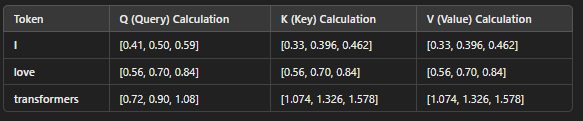 Token Q (Query) Calculation K (Key) Calculation V (Value) Calculation
I [0.41, 0.50, 0.59] [0.33, 0.396, 0.462] [0.33, 0.396, 0.462]
love [0.56, 0.70, 0.84] [0.56, 0.70, 0.84] [0.56, 0.70, 0.84]
transformers [0.72, 0.90, 1.08] [1.074, 1.326, 1.578] [1.074, 1.326, 1.578]